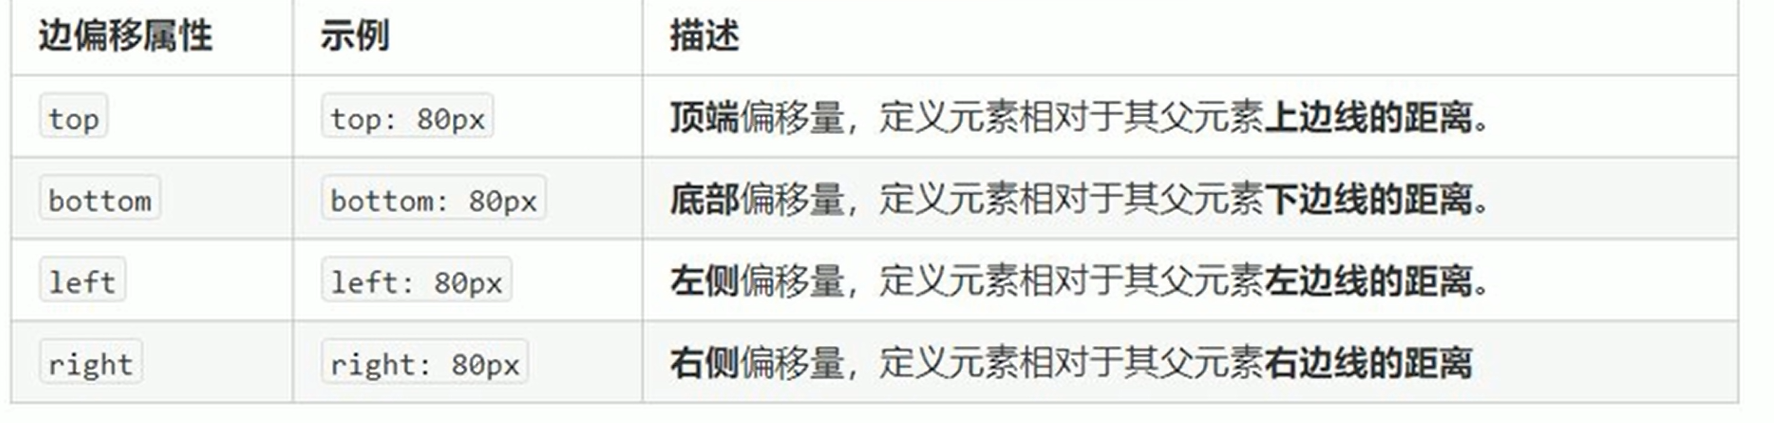 边偏移属性 示例 描述
top top: 80px 顶端偏移量，定义元素相对于其父元素上边线的距离。
bottom bottom: 80px 底部偏移量，定义元素相对于其父元素下边线的距离。
left left: 80px 左侧偏移量，定义元素相对于其父元素左边线的距离。
right right: 80px 右侧偏移量，定义元素相对于其父元素右边线的距离